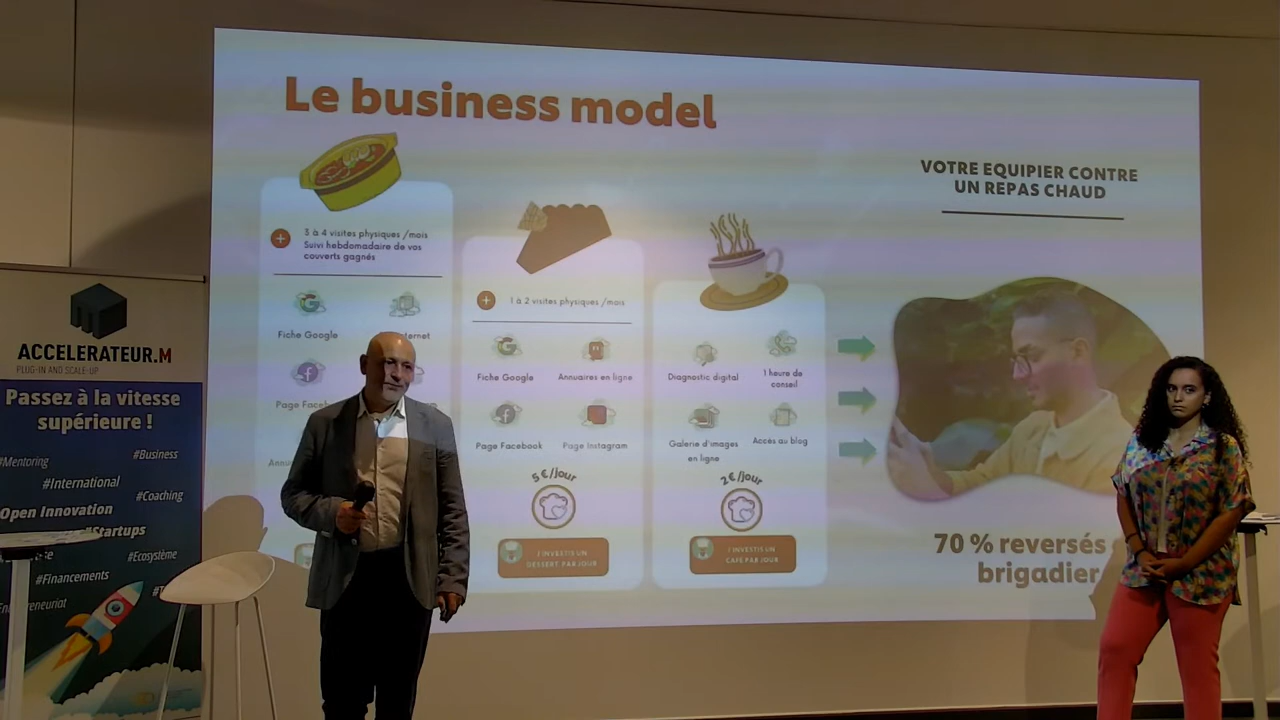 Le business model
VOTRE EQUIPIER CONTRE
UN REPAS CHAUD
3 à 4 visites physiques /mois
Suivi hebdomadaire de vos
couverts gagnés
Fiche Google
1 à 2 visites physiques /mois
Fiche Google
Annuaires en ligne
Page Facebook
Page Instagram
5€/jour
J'INVESTIS UN
DESSERT PAR JOUR
Diagnostic digital
1 heure de
conseil
Galerie d'images
en ligne
Accès au blog
2€/jour
J'INVESTIS UN
CAFÉ PAR JOUR
70 % reversés
brigadier
ACCELERATEUR.M
PLUG-IN AND SCALE-UP
Passez à la vitesse
supérieure !
#Mentoring
#Business
#International
#Coaching
Open Innovation
#Startups
#Ecosystème
#Financements